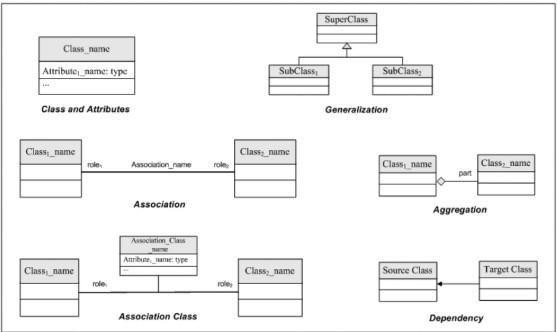 Class_name
Attribute₁_name: type
...
Class and Attributes
SuperClass
SubClass₁
SubClass₂
Generalization
Class₁_name
role₁
Association_name
role₂
Class₂_name
Association
Class₁_name
part
Class₂_name
Aggregation
Class₁_name
role₁
Association_Class
_name
Attribute₁_name: type
...
role₂
Class₂_name
Association Class
Source Class
Target Class
Dependency